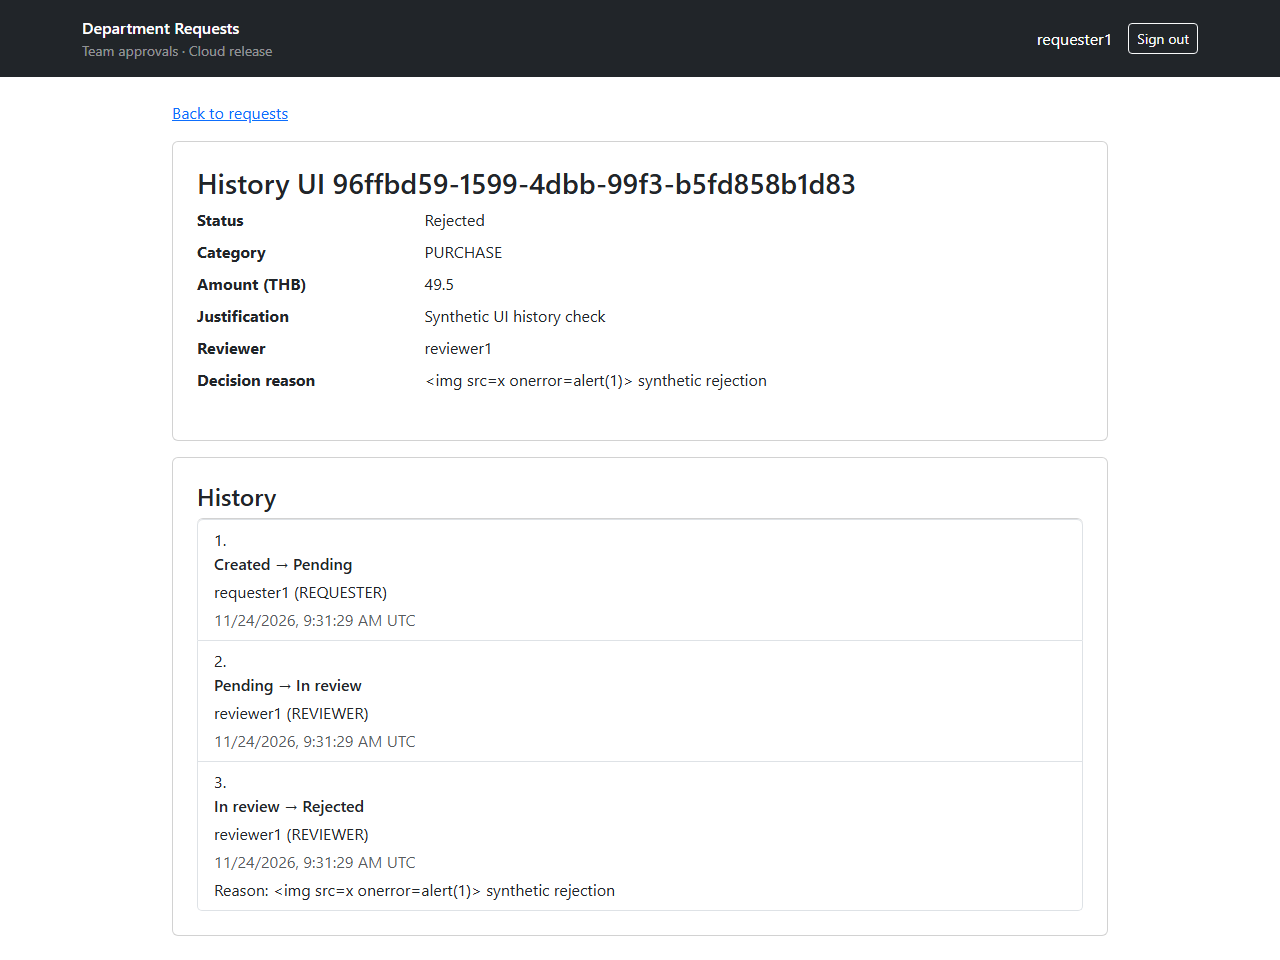 Department Requests
Team approvals · Cloud release
requester1
Sign out
Back to requests
History UI 96ffbd59-1599-4dbb-99f3-b5fd858b1d83
Status Rejected
Category PURCHASE
Amount (THB) 49.5
Justification Synthetic UI history check
Reviewer reviewer1
Decision reason <img src=x onerror=alert(1)> synthetic rejection
History
1.
Created → Pending
requester1 (REQUESTER)
11/24/2026, 9:31:29 AM UTC
2.
Pending → In review
reviewer1 (REVIEWER)
11/24/2026, 9:31:29 AM UTC
3.
In review → Rejected
reviewer1 (REVIEWER)
11/24/2026, 9:31:29 AM UTC
Reason: <img src=x onerror=alert(1)> synthetic rejection